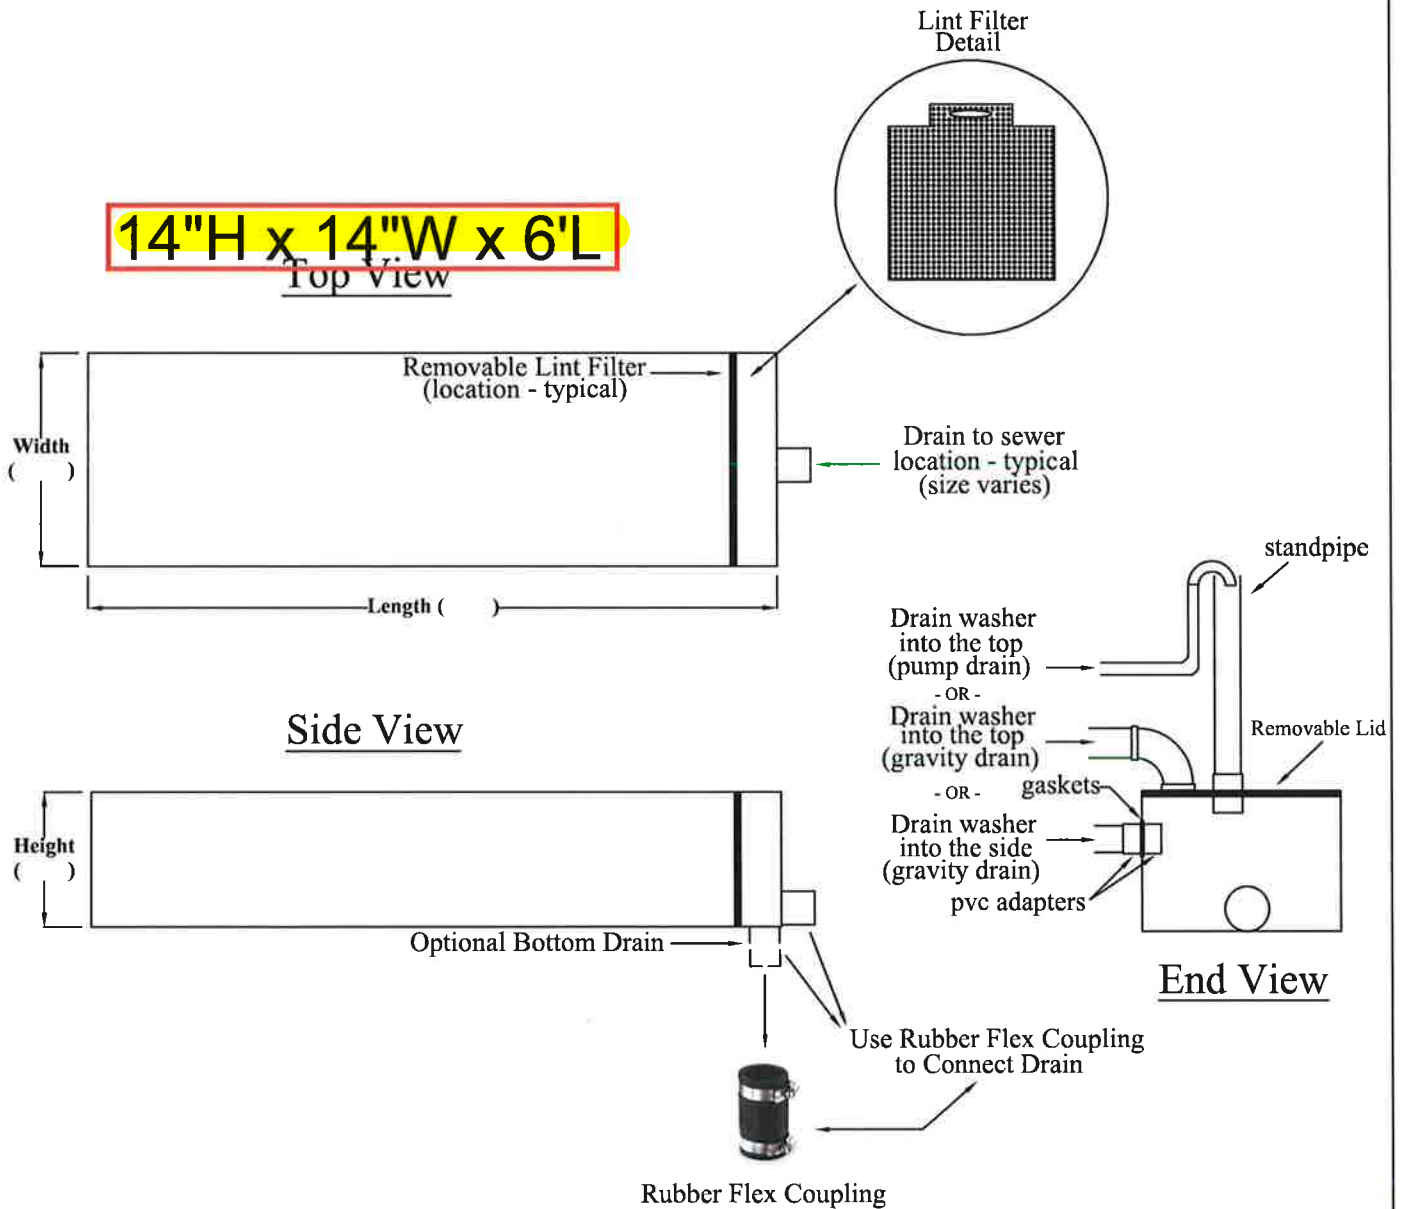 Lint Filter
Detail
14"H x 14"W x 6'L
Top View
Removable Lint Filter
(location - typical)
Width
(    )
Drain to sewer
location - typical
(size varies)
Length (    )
standpipe
Drain washer
into the top
(pump drain)
- OR -
Drain washer
into the top
(gravity drain)
- OR -
Drain washer
into the side
(gravity drain)
gaskets
pvc adapters
Removable Lid
Side View
Height
(    )
Optional Bottom Drain
End View
Use Rubber Flex Coupling
to Connect Drain
Rubber Flex Coupling